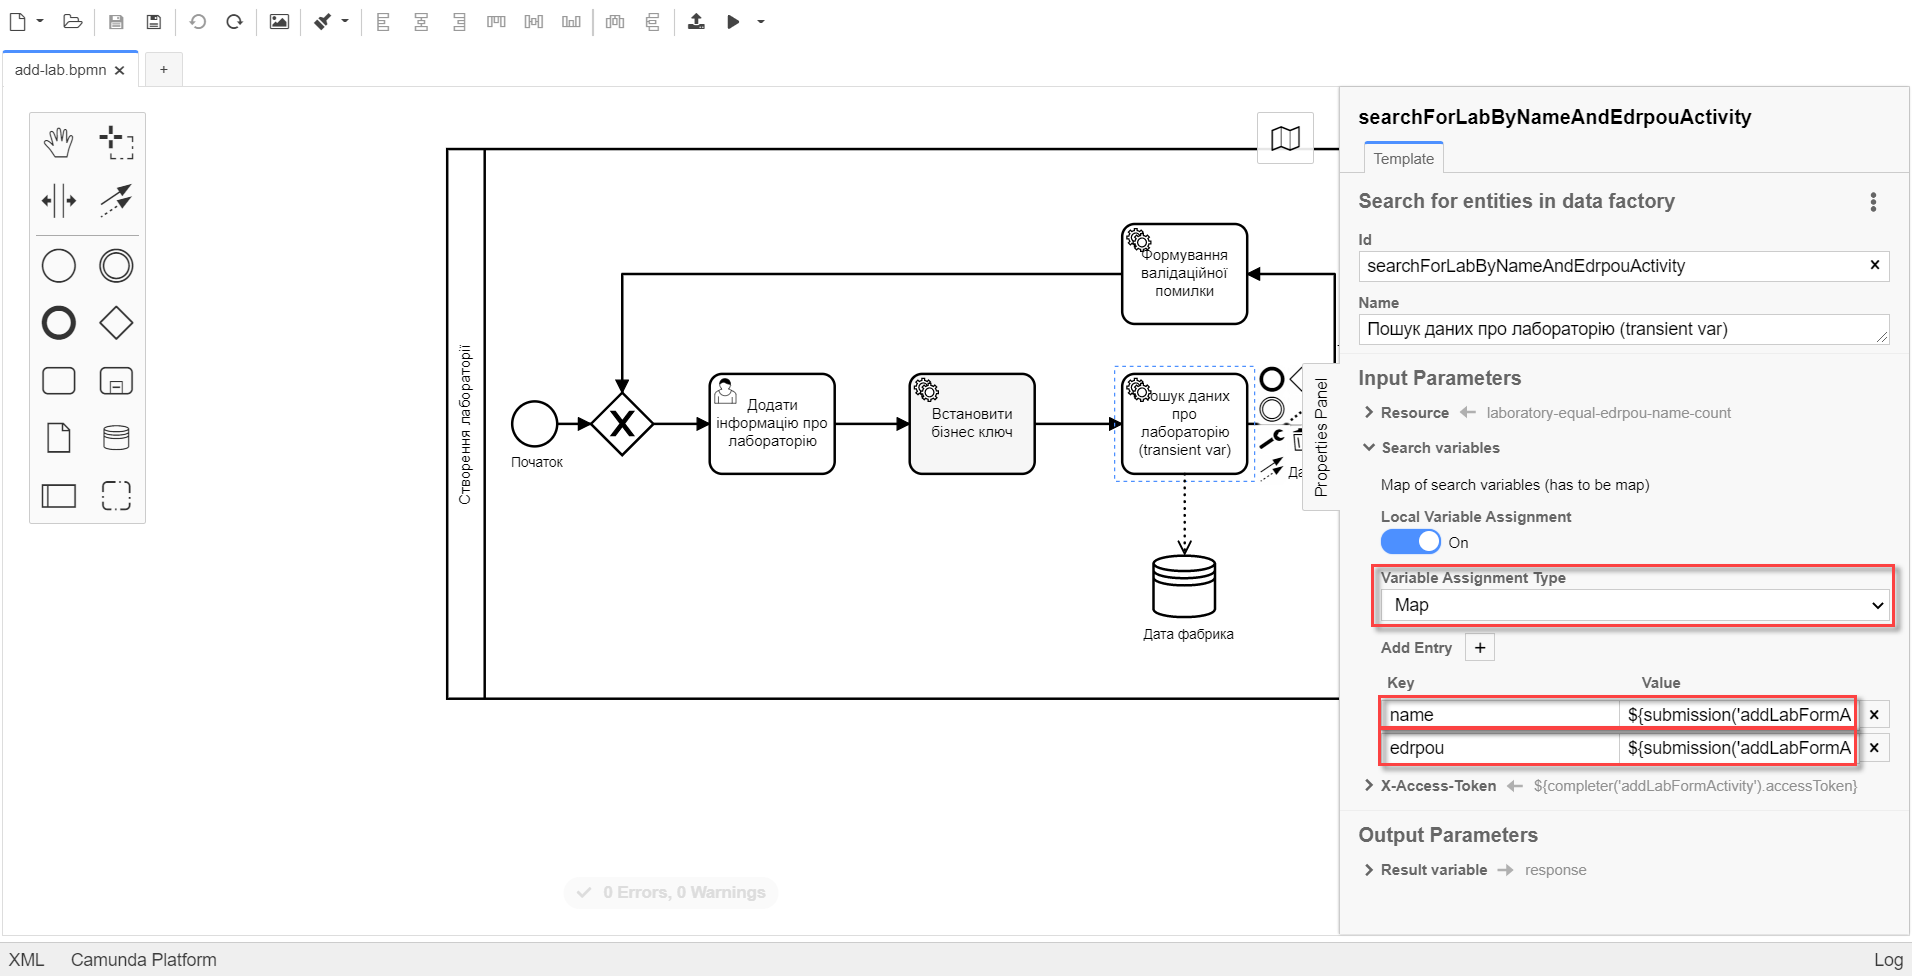 add-lab.bpmn
+
Створення лабораторії
Початок
Додати
інформацію про
лабораторію
Встановити
бізнес ключ
Формування
валідаційної
помилки
ошук даних
про
лабораторію
(transient var)
Да
Дата фабрика
Properties Panel
0 Errors, 0 Warnings
searchForLabByNameAndEdrpouActivity
Template
Search for entities in data factory
Id
searchForLabByNameAndEdrpouActivity
Name
Пошук даних про лабораторію (transient var)
Input Parameters
Resource laboratory-equal-edrpou-name-count
Search variables
Map of search variables (has to be map)
Local Variable Assignment
On
Variable Assignment Type
Map
Add Entry +
Key Value
name ${submission('addLabFormA
edrpou ${submission('addLabFormA
X-Access-Token ${completer('addLabFormActivity').accessToken}
Output Parameters
Result variable response
XML Camunda Platform Log